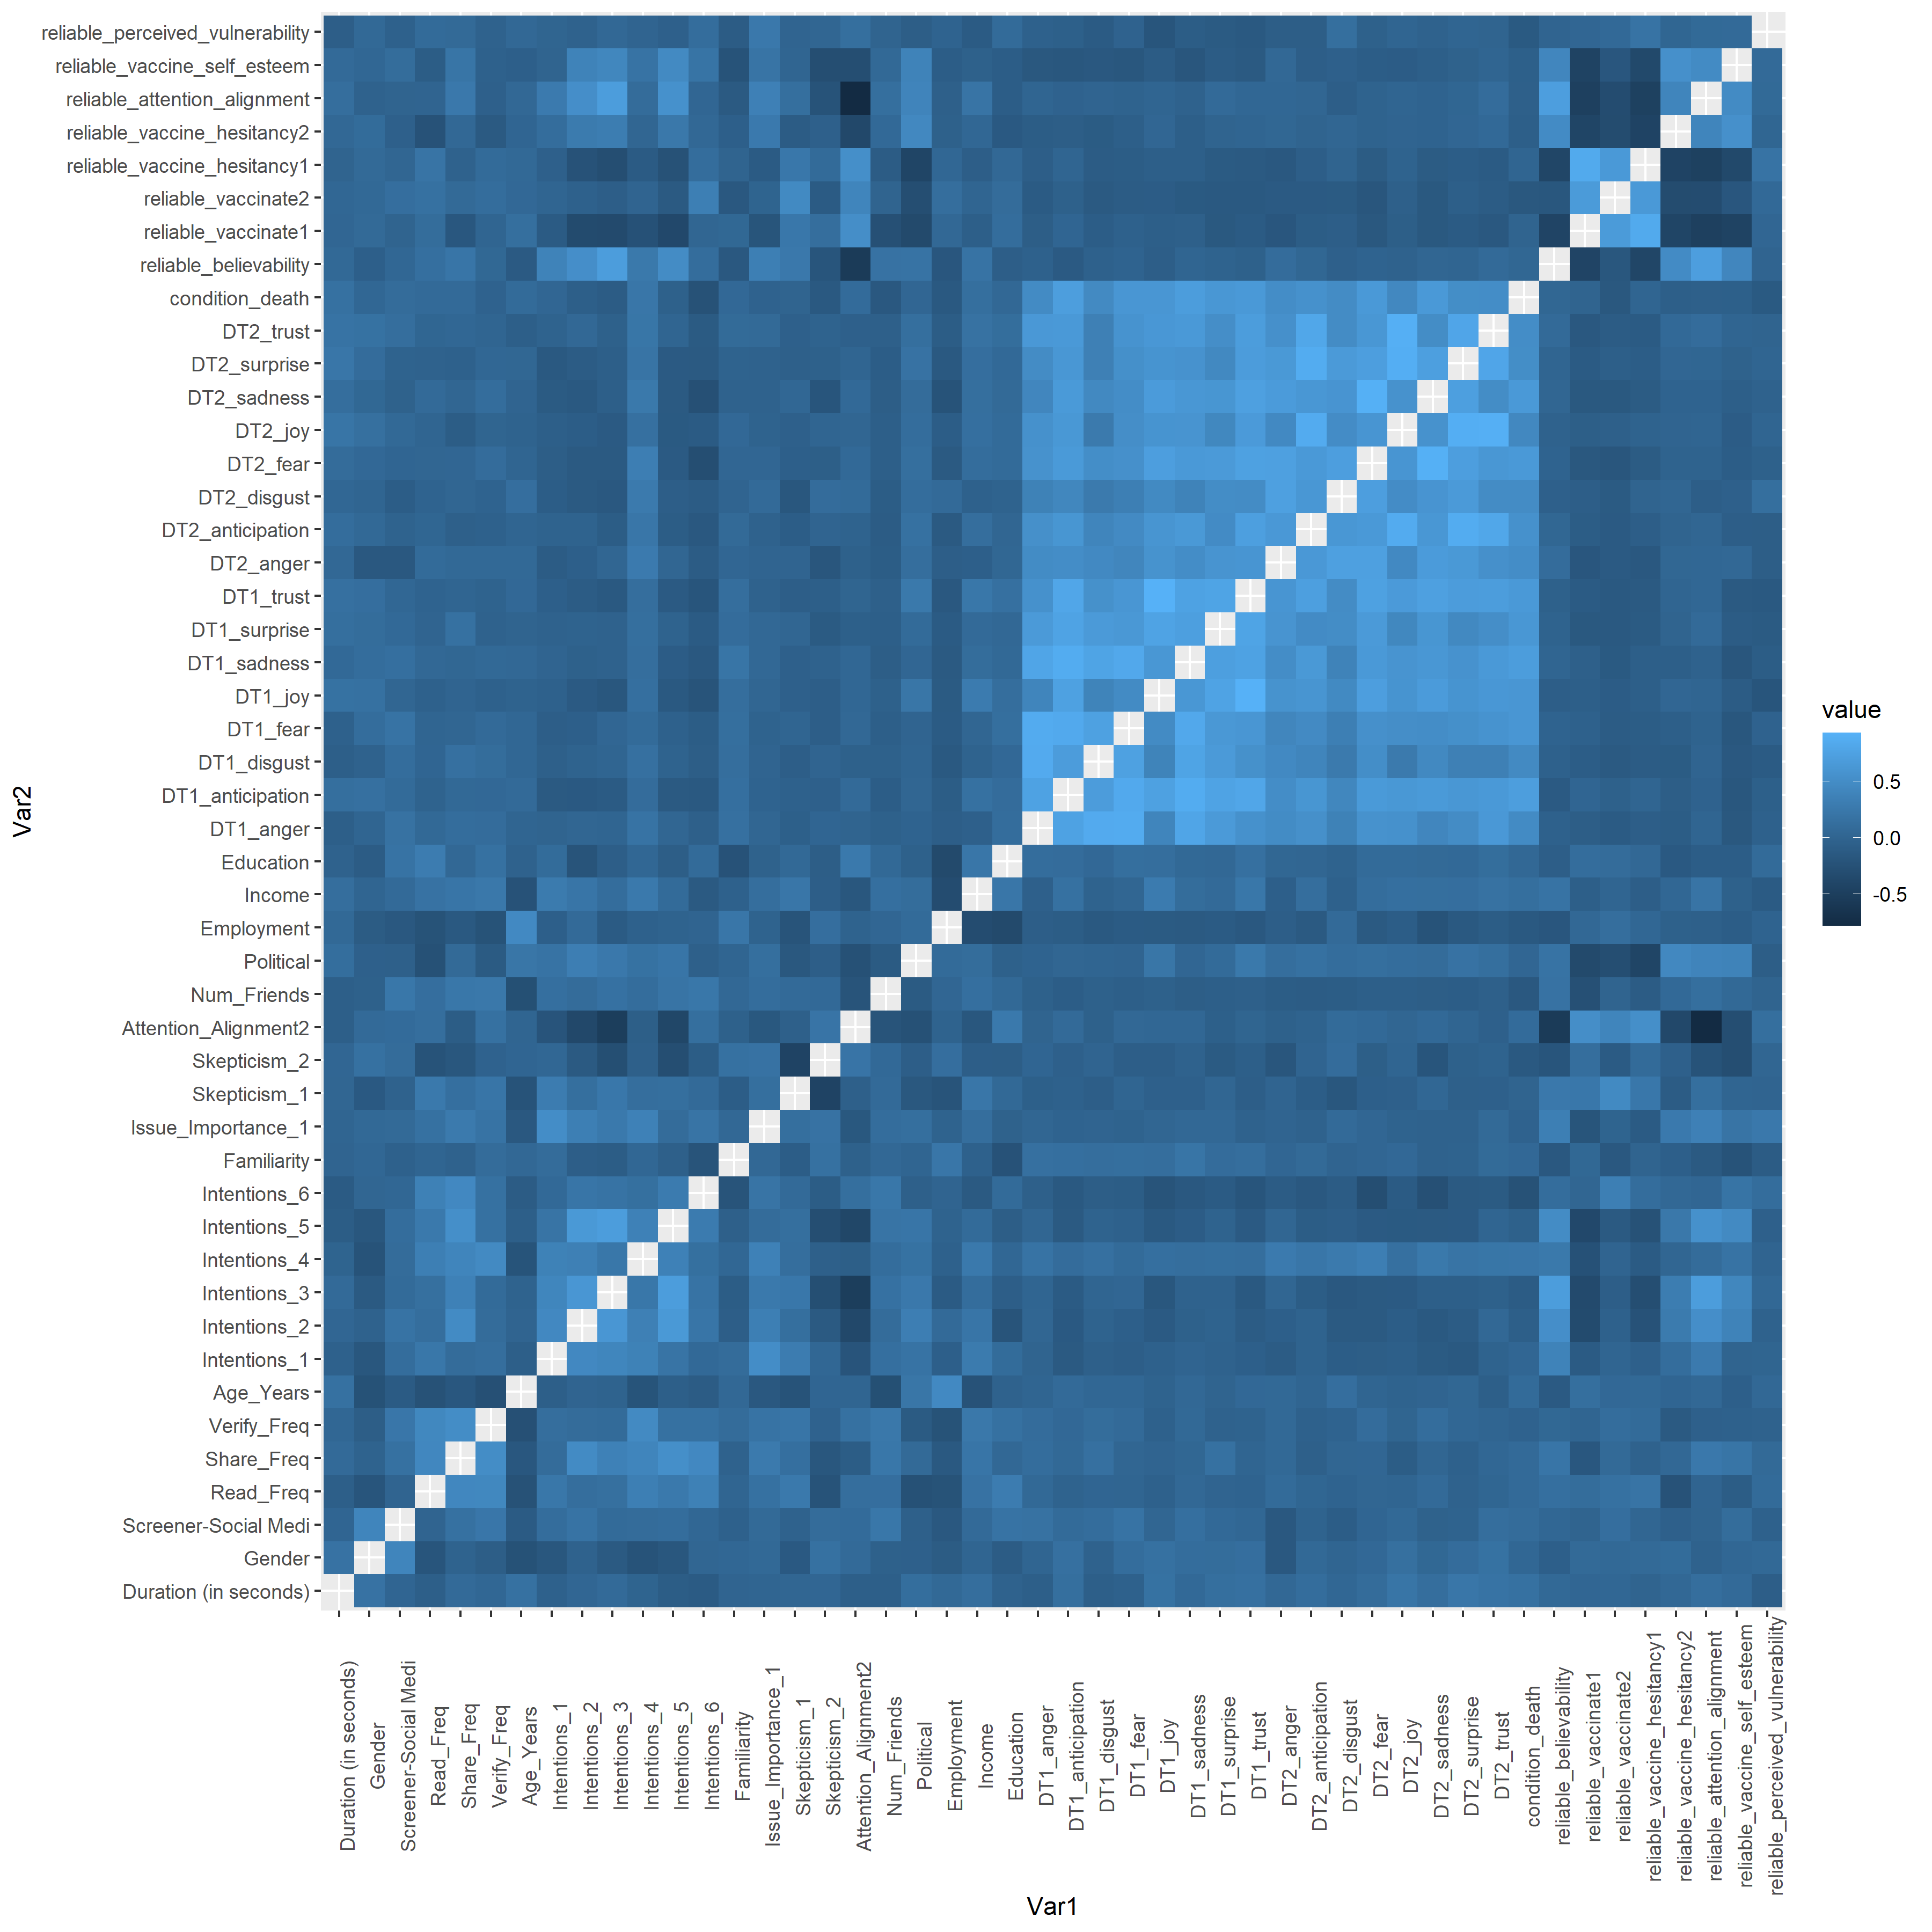 reliable_perceived_vulnerability
reliable_vaccine_self_esteem
reliable_attention_alignment
reliable_vaccine_hesitancy2
reliable_vaccine_hesitancy1
reliable_vaccinate2
reliable_vaccinate1
reliable_believability
condition_death
DT2_trust
DT2_surprise
DT2_sadness
DT2_joy
DT2_fear
DT2_disgust
DT2_anticipation
DT2_anger
DT1_trust
DT1_surprise
DT1_sadness
DT1_joy
DT1_fear
DT1_disgust
DT1_anticipation
DT1_anger
Education
Income
Employment
Political
Num_Friends
Attention_Alignment2
Skepticism_2
Skepticism_1
Issue_Importance_1
Familiarity
Intentions_6
Intentions_5
Intentions_4
Intentions_3
Intentions_2
Intentions_1
Age_Years
Verify_Freq
Share_Freq
Read_Freq
Screener-Social Medi
Gender
Duration (in seconds)
Var2
Duration (in seconds)
Gender
Screener-Social Medi
Read_Freq
Share_Freq
Verify_Freq
Age_Years
Intentions_1
Intentions_2
Intentions_3
Intentions_4
Intentions_5
Intentions_6
Familiarity
Issue_Importance_1
Skepticism_1
Skepticism_2
Attention_Alignment2
Num_Friends
Political
Employment
Income
Education
DT1_anger
DT1_anticipation
DT1_disgust
DT1_fear
DT1_joy
DT1_sadness
DT1_surprise
DT1_trust
DT2_anger
DT2_anticipation
DT2_disgust
DT2_fear
DT2_joy
DT2_sadness
DT2_surprise
DT2_trust
condition_death
reliable_believability
reliable_vaccinate1
reliable_vaccinate2
reliable_vaccine_hesitancy1
reliable_vaccine_hesitancy2
reliable_attention_alignment
reliable_vaccine_self_esteem
reliable_perceived_vulnerability
Var1
value
0.5
0.0
-0.5